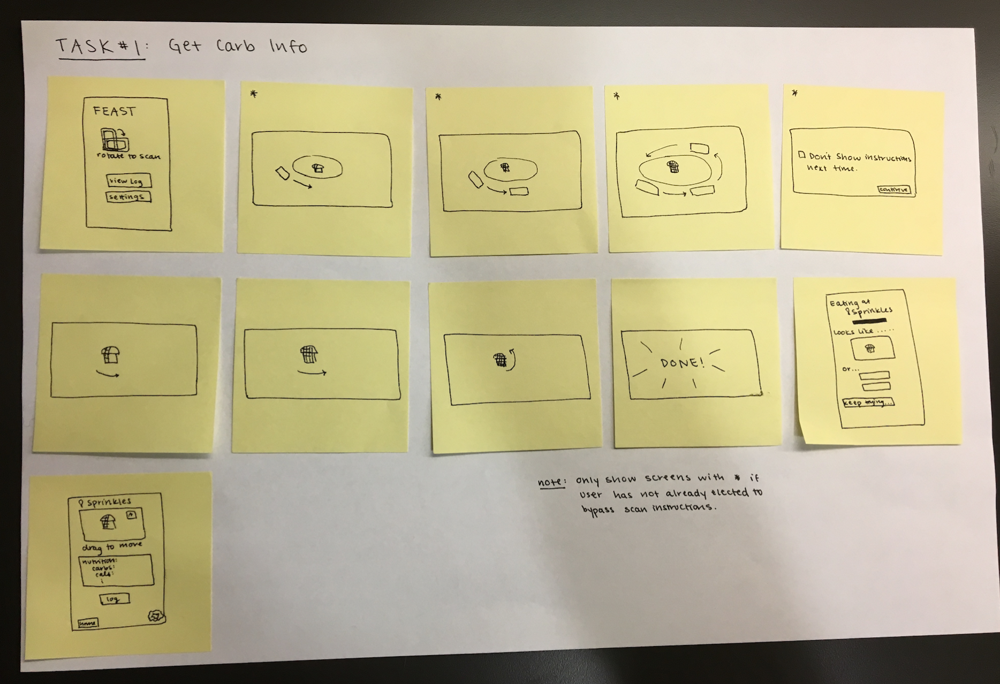 TASK #1: Get Carb Info
FEAST
rotate to scan
view Log
settings
*
*
*
*
Don't show instructions
next time.
continue
DONE!
Eating at
Sprinkles
Looks like .....
or...
keep trying...
Sprinkles
drag to move
nutrition:
carbs:
cals:
log
home
note: only show screens with * if
user has not already elected to
bypass scan instructions.